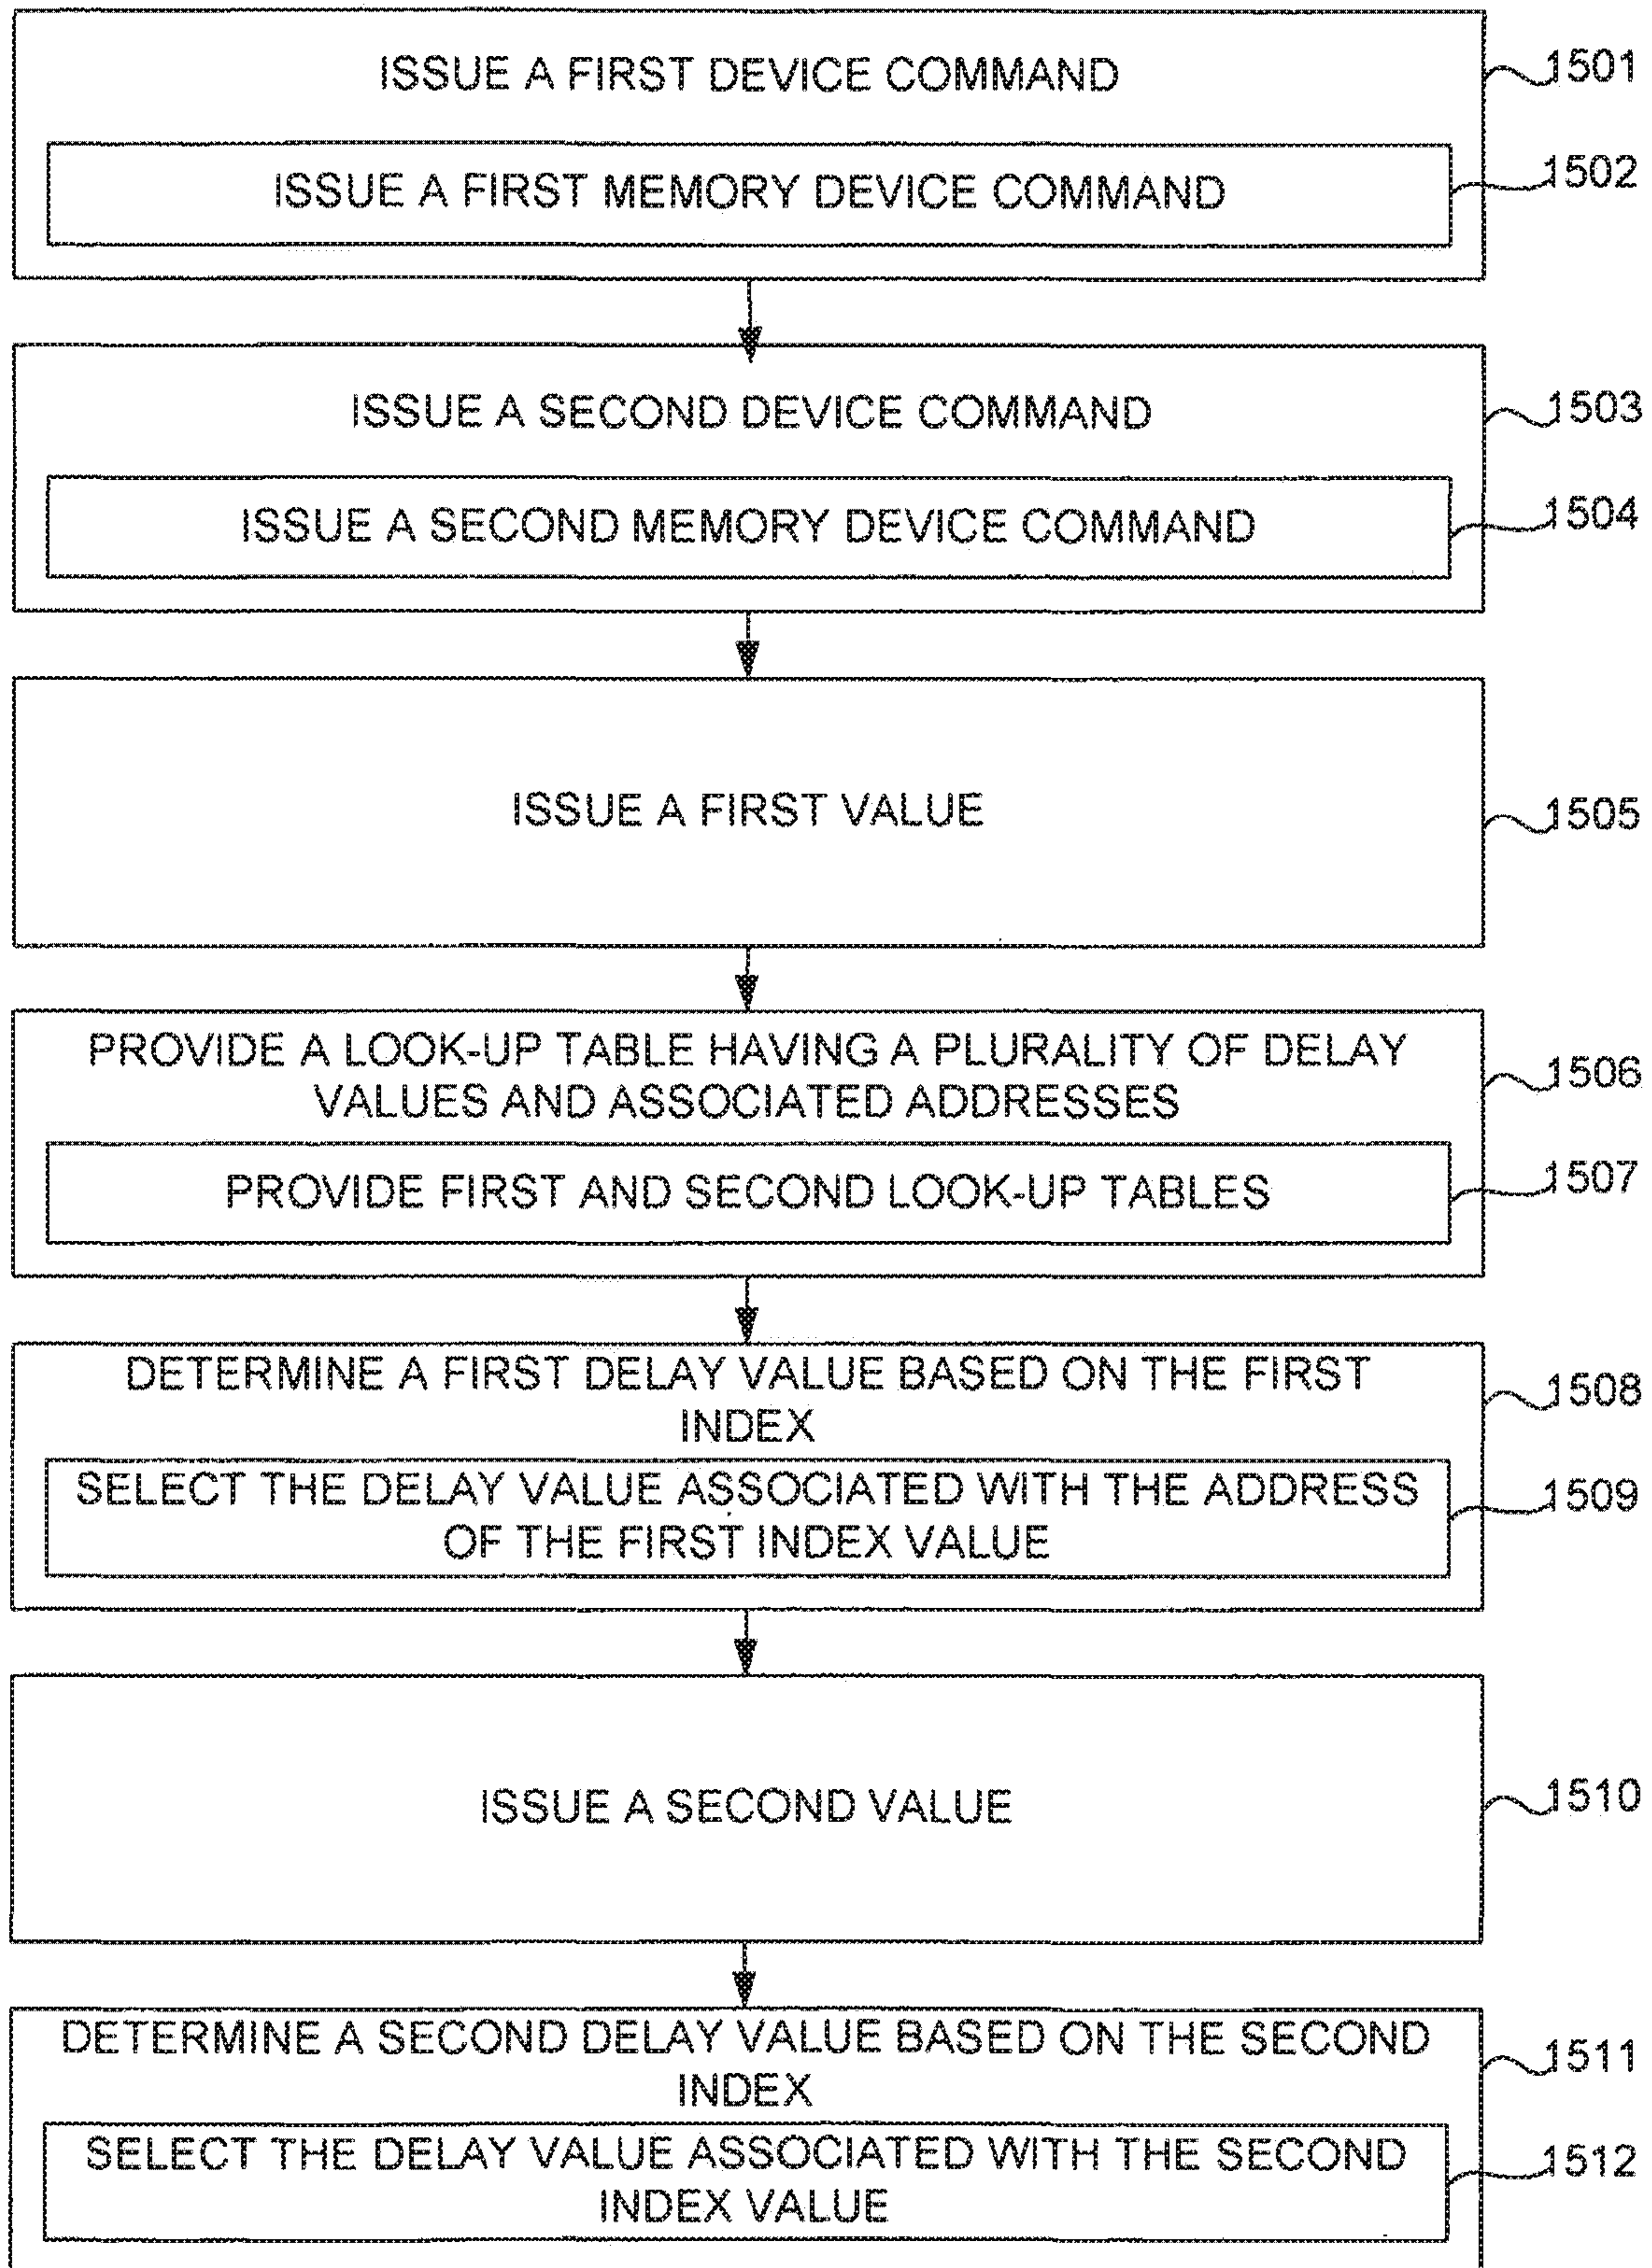 ISSUE A FIRST DEVICE COMMAND
1501
ISSUE A FIRST MEMORY DEVICE COMMAND
1502
ISSUE A SECOND DEVICE COMMAND
1503
ISSUE A SECOND MEMORY DEVICE COMMAND
1504
ISSUE A FIRST VALUE
1505
PROVIDE A LOOK-UP TABLE HAVING A PLURALITY OF DELAY
VALUES AND ASSOCIATED ADDRESSES
1506
PROVIDE FIRST AND SECOND LOOK-UP TABLES
1507
DETERMINE A FIRST DELAY VALUE BASED ON THE FIRST
INDEX
1508
SELECT THE DELAY VALUE ASSOCIATED WITH THE ADDRESS
OF THE FIRST INDEX VALUE
1509
ISSUE A SECOND VALUE
1510
DETERMINE A SECOND DELAY VALUE BASED ON THE SECOND
INDEX
1511
SELECT THE DELAY VALUE ASSOCIATED WITH THE SECOND
INDEX VALUE
1512